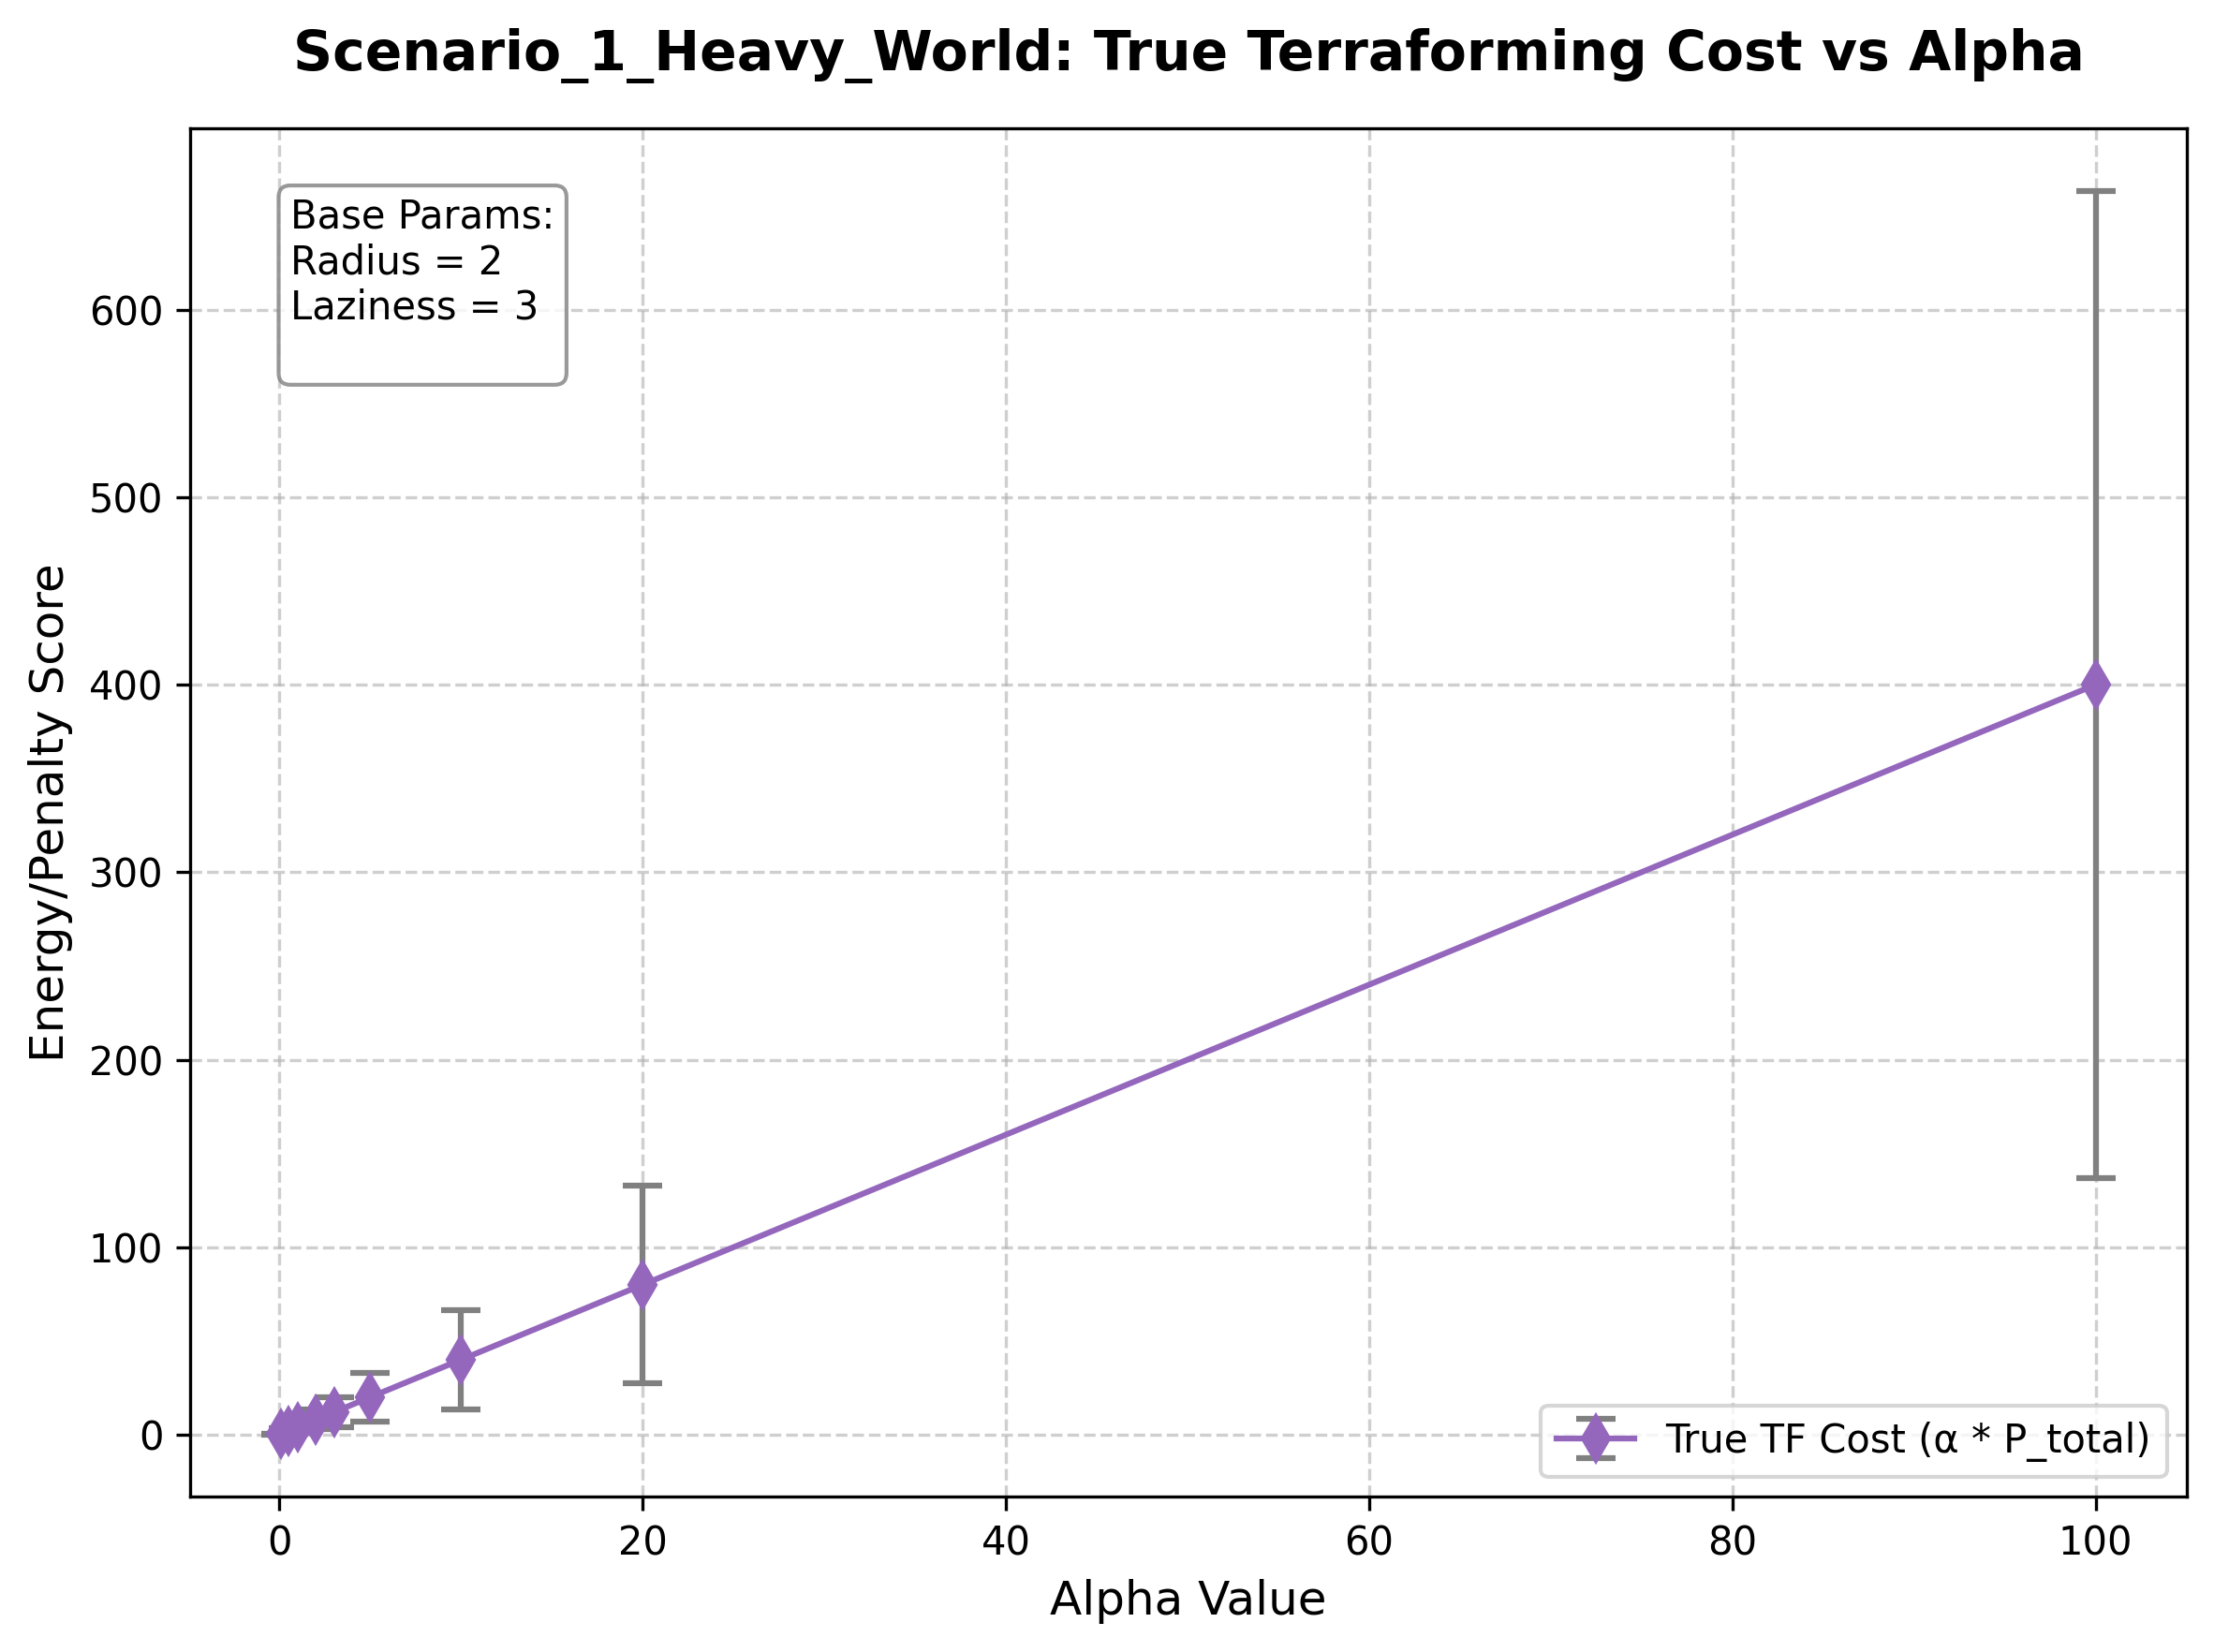 Scenario_1_Heavy_World: True Terraforming Cost vs Alpha
Base Params:
Radius = 2
Laziness = 3
Energy/Penalty Score
600
500
400
300
200
100
0
True TF Cost (α * P_total)
0 20 40 60 80 100
Alpha Value